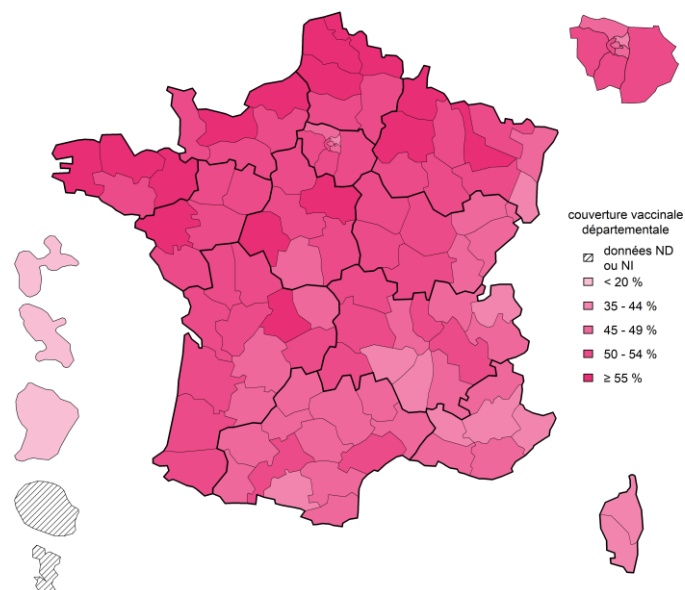 couverture vaccinale
départementale
données ND
ou NI
< 20 %
35 - 44 %
45 - 49 %
50 - 54 %
≥ 55 %